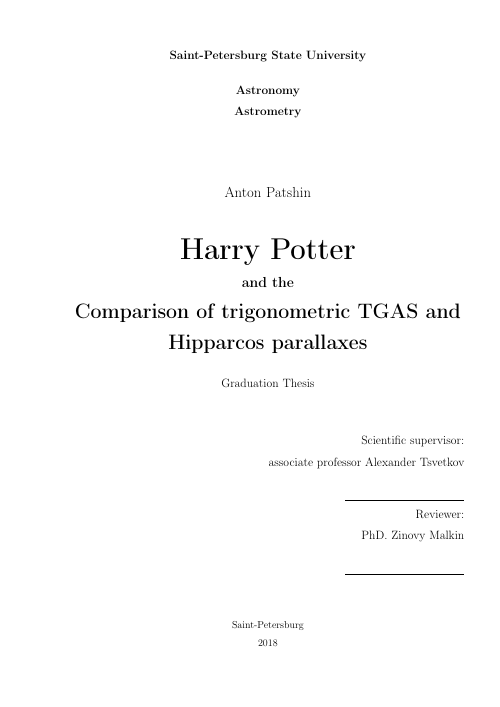 Saint-Petersburg State University
Astronomy
Astrometry
Anton Patshin
Harry Potter
and the
Comparison of trigonometric TGAS and
Hipparcos parallaxes
Graduation Thesis
Scientific supervisor:
associate professor Alexander Tsvetkov
Reviewer:
PhD. Zinovy Malkin
Saint-Petersburg
2018